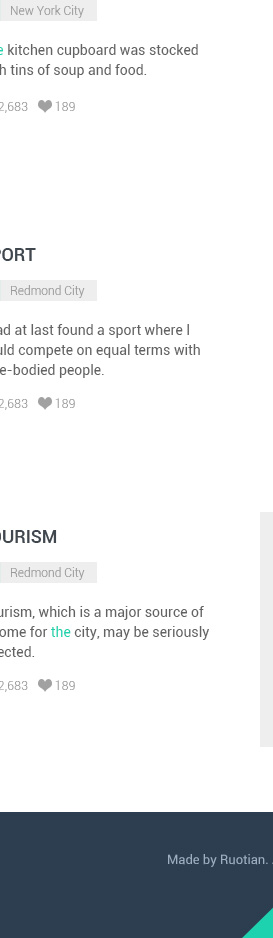 New York City
e kitchen cupboard was stocked
h tins of soup and food.
2,683 189
PORT
Redmond City
ad at last found a sport where I
uld compete on equal terms with
e-bodied people.
2,683 189
OURISM
Redmond City
urism, which is a major source of
ome for the city, may be seriously
ected.
2,683 189
Made by Ruotian.